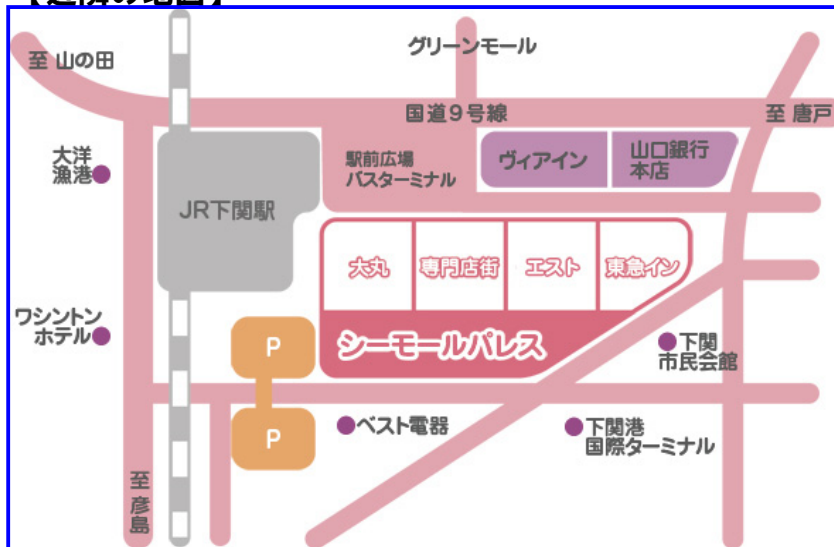 【近隣の地図】
グリーンモール
至 山の田
国道9号線
至 唐戸
大洋
漁港
駅前広場
バスターミナル
ヴィアイン
山口銀行
本店
JR下関駅
大丸
専門店街
エスト
東急イン
ワシントン
ホテル
P
シーモールパレス
下関
市民会館
P
ベスト電器
下関港
国際ターミナル
至
彦
島